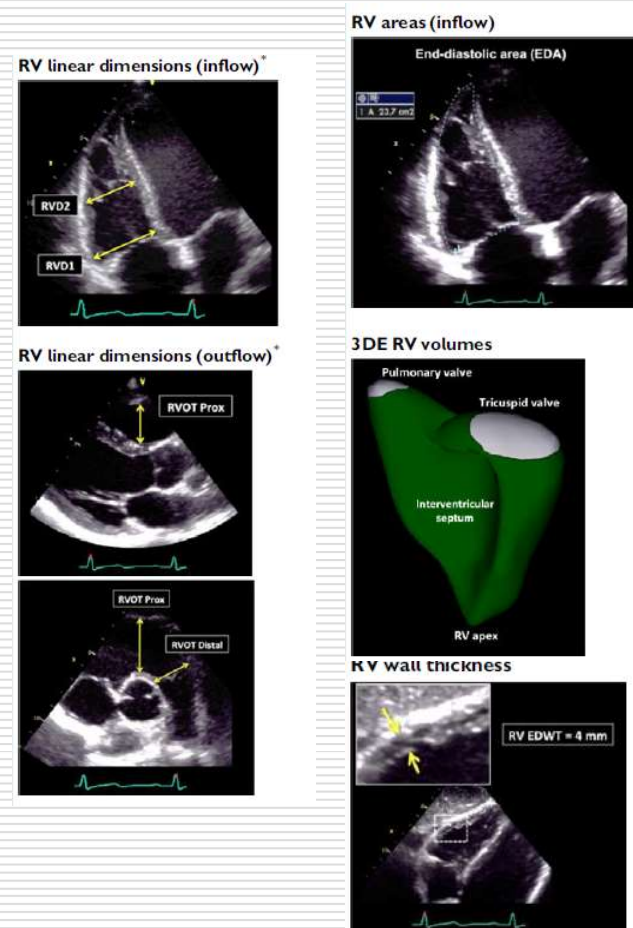 RV linear dimensions (inflow)*
RVD2
RVD1
RV linear dimensions (outflow)*
V
RVOT Prox
RVOT Prox
RVOT Distal
RV areas (inflow)
End-diastolic area (EDA)
1 A 23.7 cm2
3DE RV volumes
Pulmonary valve
Tricuspid valve
Interventricular
septum
RV apex
RV wall thickness
RV EDWT = 4 mm